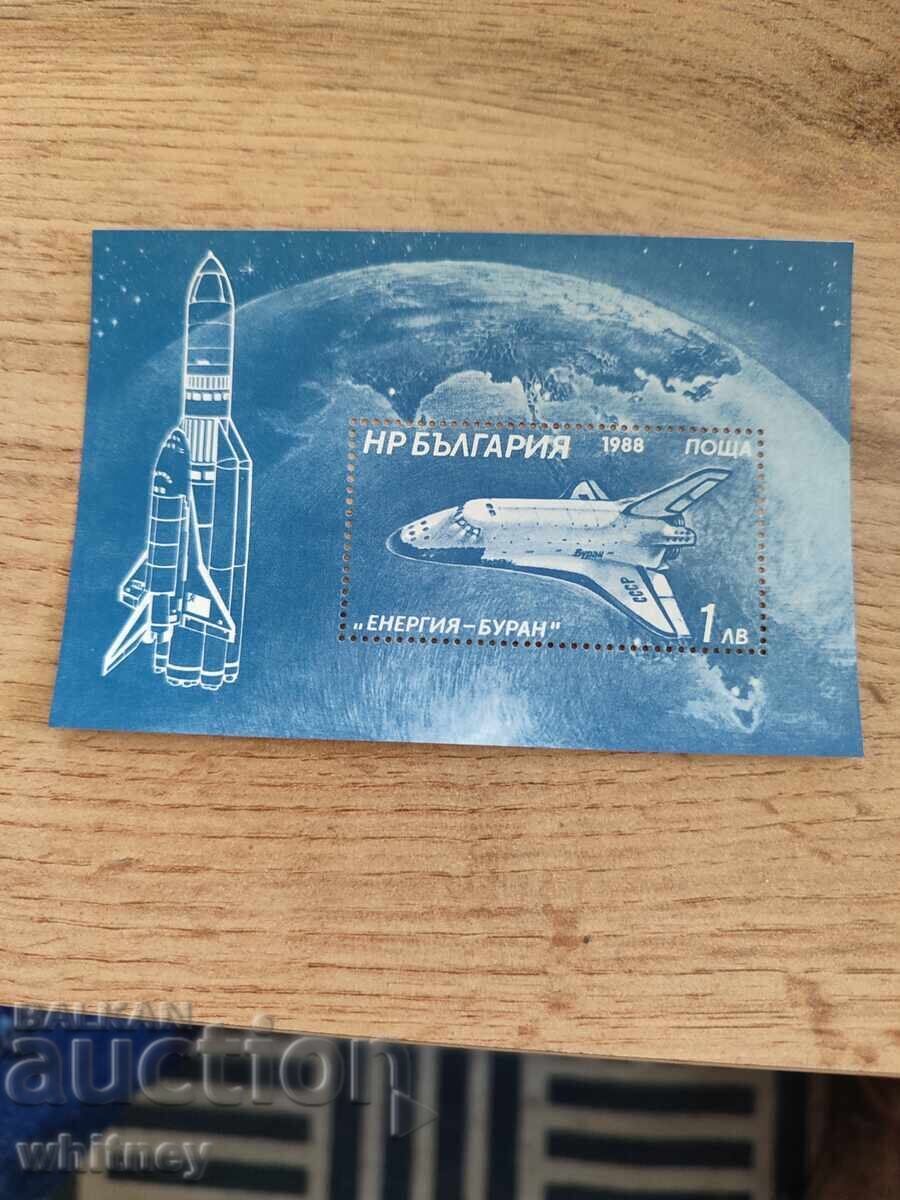 НР БЪЛГАРИЯ 1988 ПОЩА
Буран
СССР
„ЕНЕРГИЯ–БУРАН" 1 ЛВ
BALKAN
auction
whitney